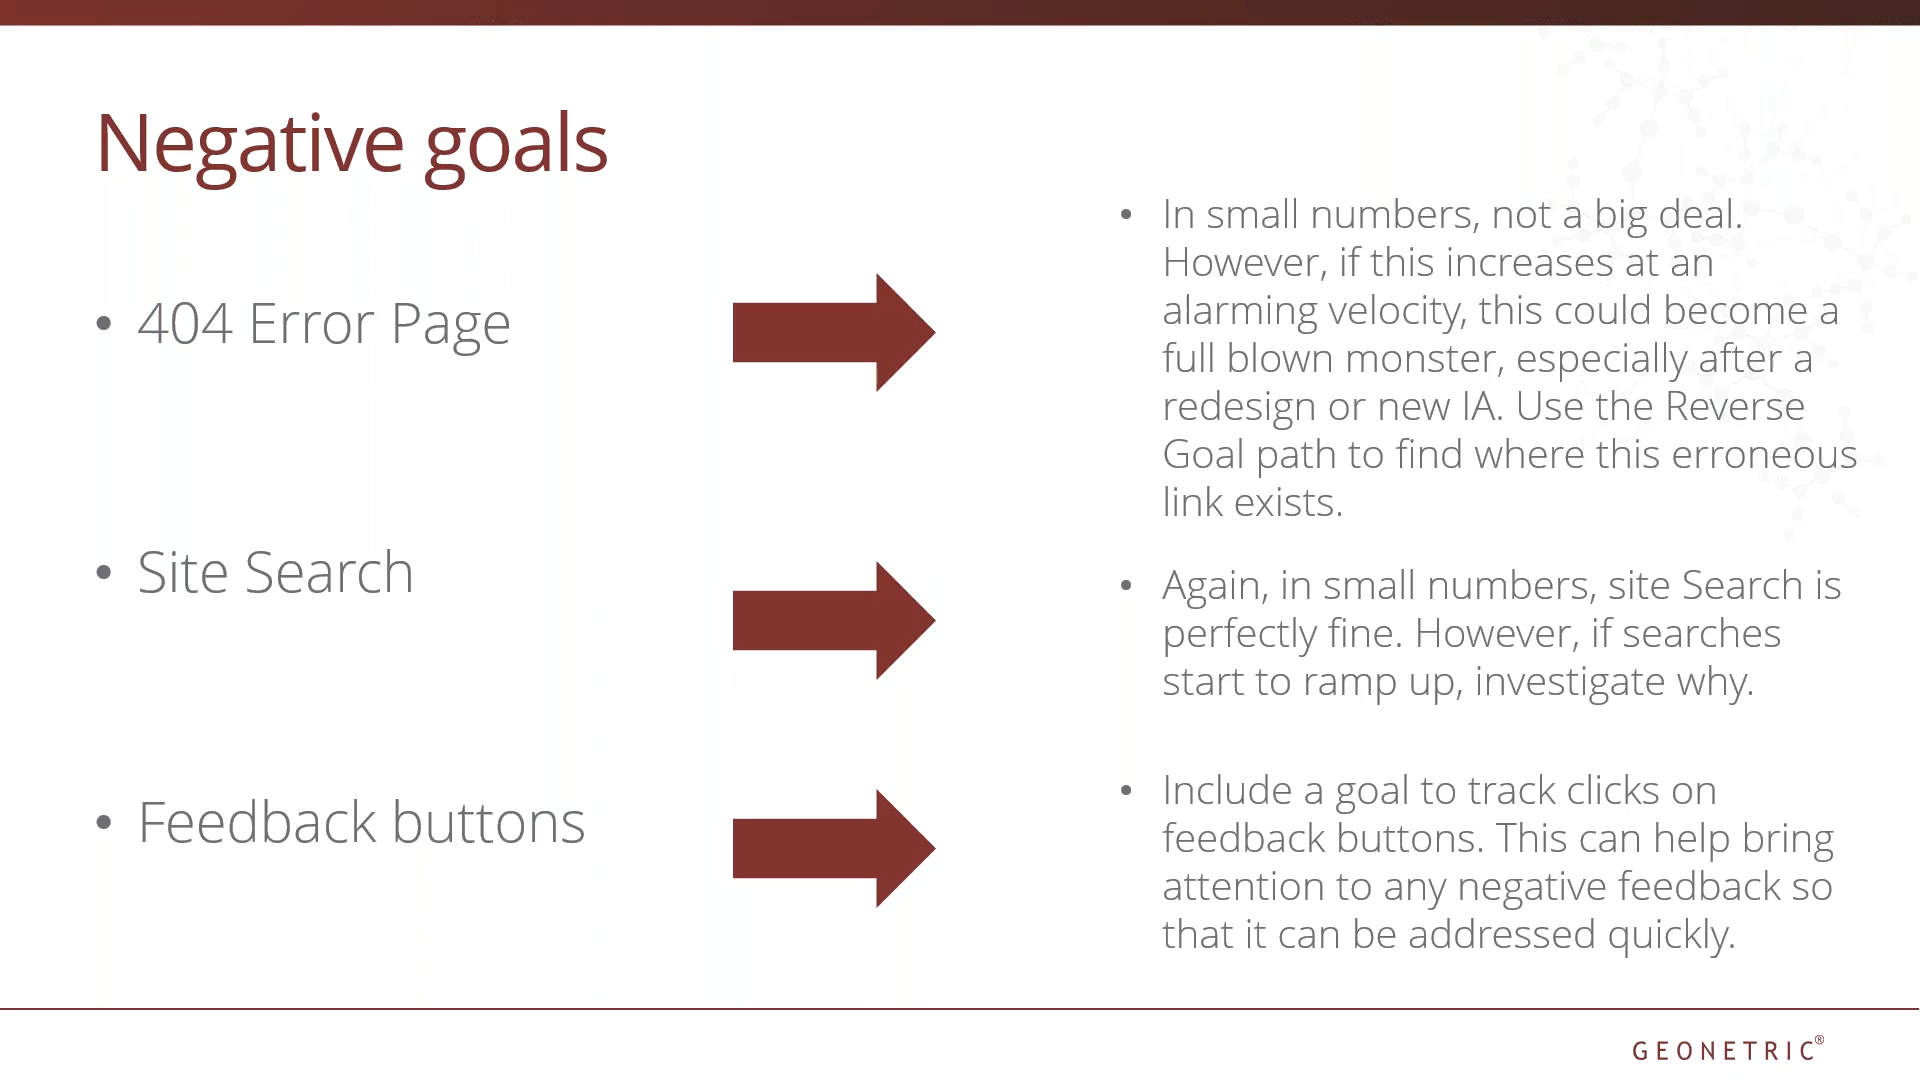 Negative goals
• 404 Error Page
• In small numbers, not a big deal.
However, if this increases at an
alarming velocity, this could become a
full blown monster, especially after a
redesign or new IA. Use the Reverse
Goal path to find where this erroneous
link exists.
• Site Search
• Again, in small numbers, site Search is
perfectly fine. However, if searches
start to ramp up, investigate why.
• Feedback buttons
• Include a goal to track clicks on
feedback buttons. This can help bring
attention to any negative feedback so
that it can be addressed quickly.
GEONETRIC®